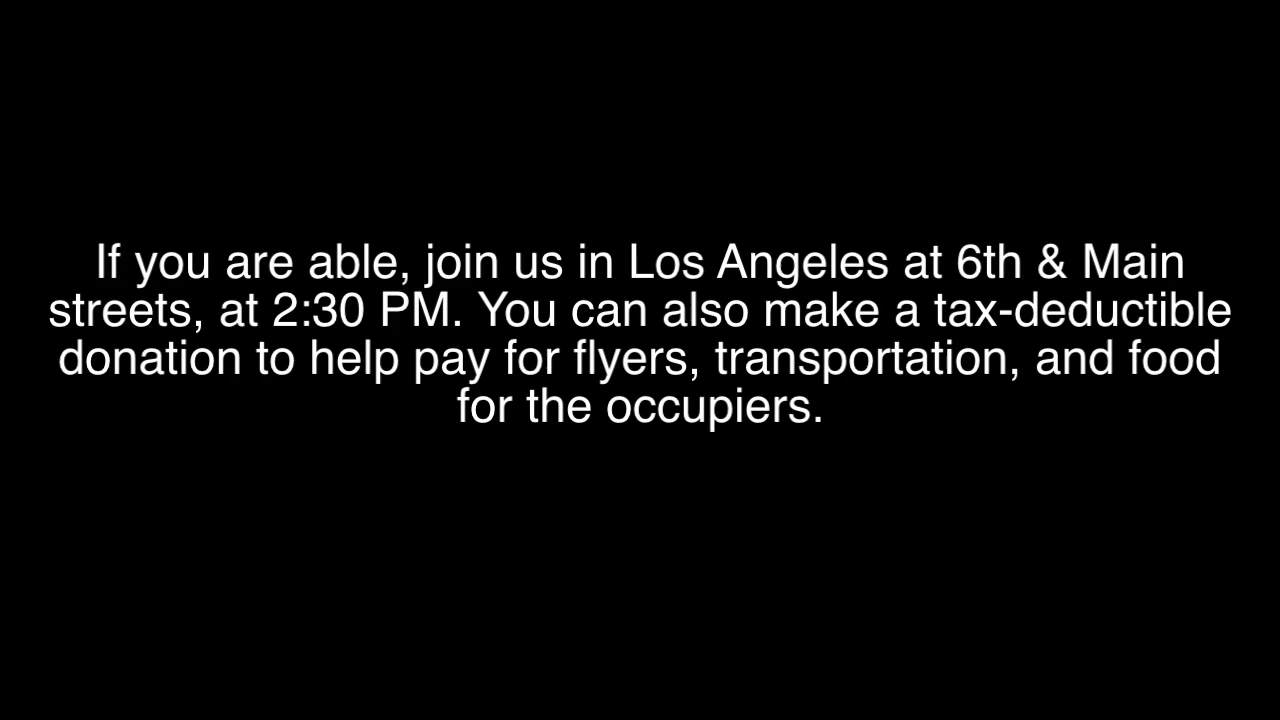 If you are able, join us in Los Angeles at 6th & Main
streets, at 2:30 PM. You can also make a tax-deductible
donation to help pay for flyers, transportation, and food
for the occupiers.